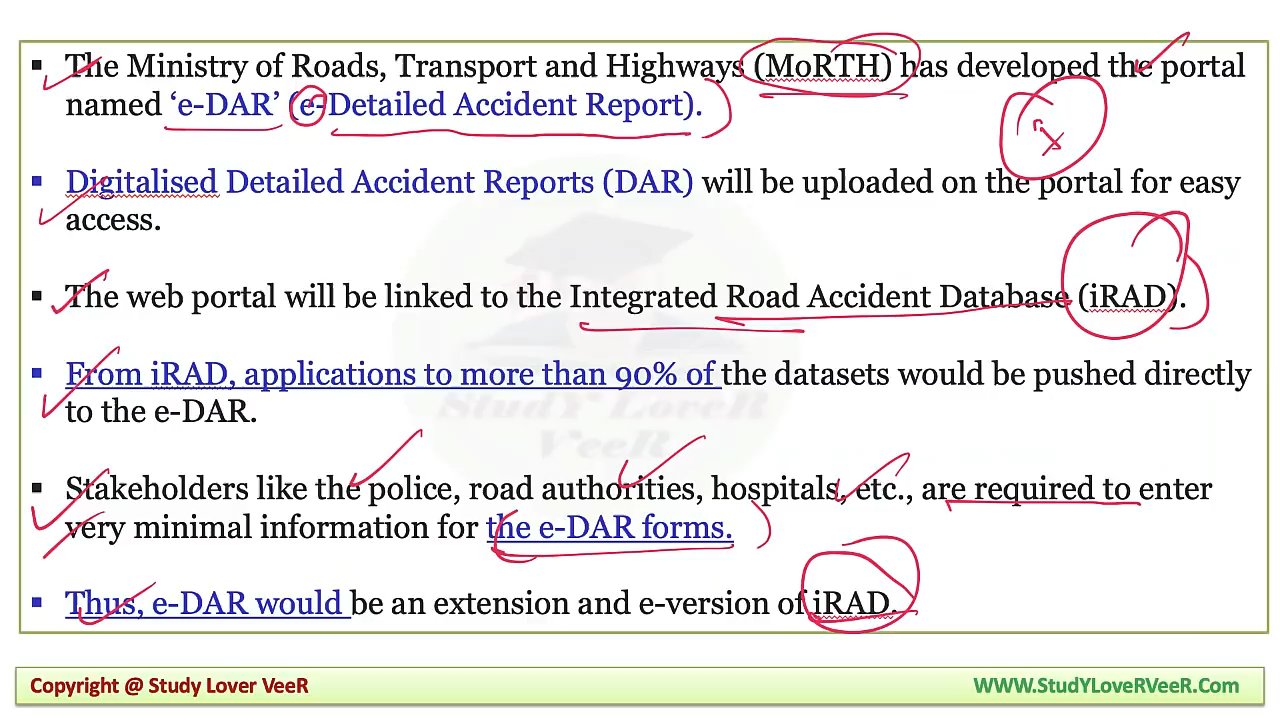 ▪ The Ministry of Roads, Transport and Highways (MoRTH) has developed the portal
named ‘e-DAR’ (e-Detailed Accident Report).
▪ Digitalised Detailed Accident Reports (DAR) will be uploaded on the portal for easy
access.
▪ The web portal will be linked to the Integrated Road Accident Database (iRAD).
▪ From iRAD, applications to more than 90% of the datasets would be pushed directly
to the e-DAR.
StudY LoveR
VeeR
▪ Stakeholders like the police, road authorities, hospitals, etc., are required to enter
very minimal information for the e-DAR forms.
▪ Thus, e-DAR would be an extension and e-version of iRAD.
Copyright @ Study Lover VeeR
WWW.StudYLoveRVeeR.Com